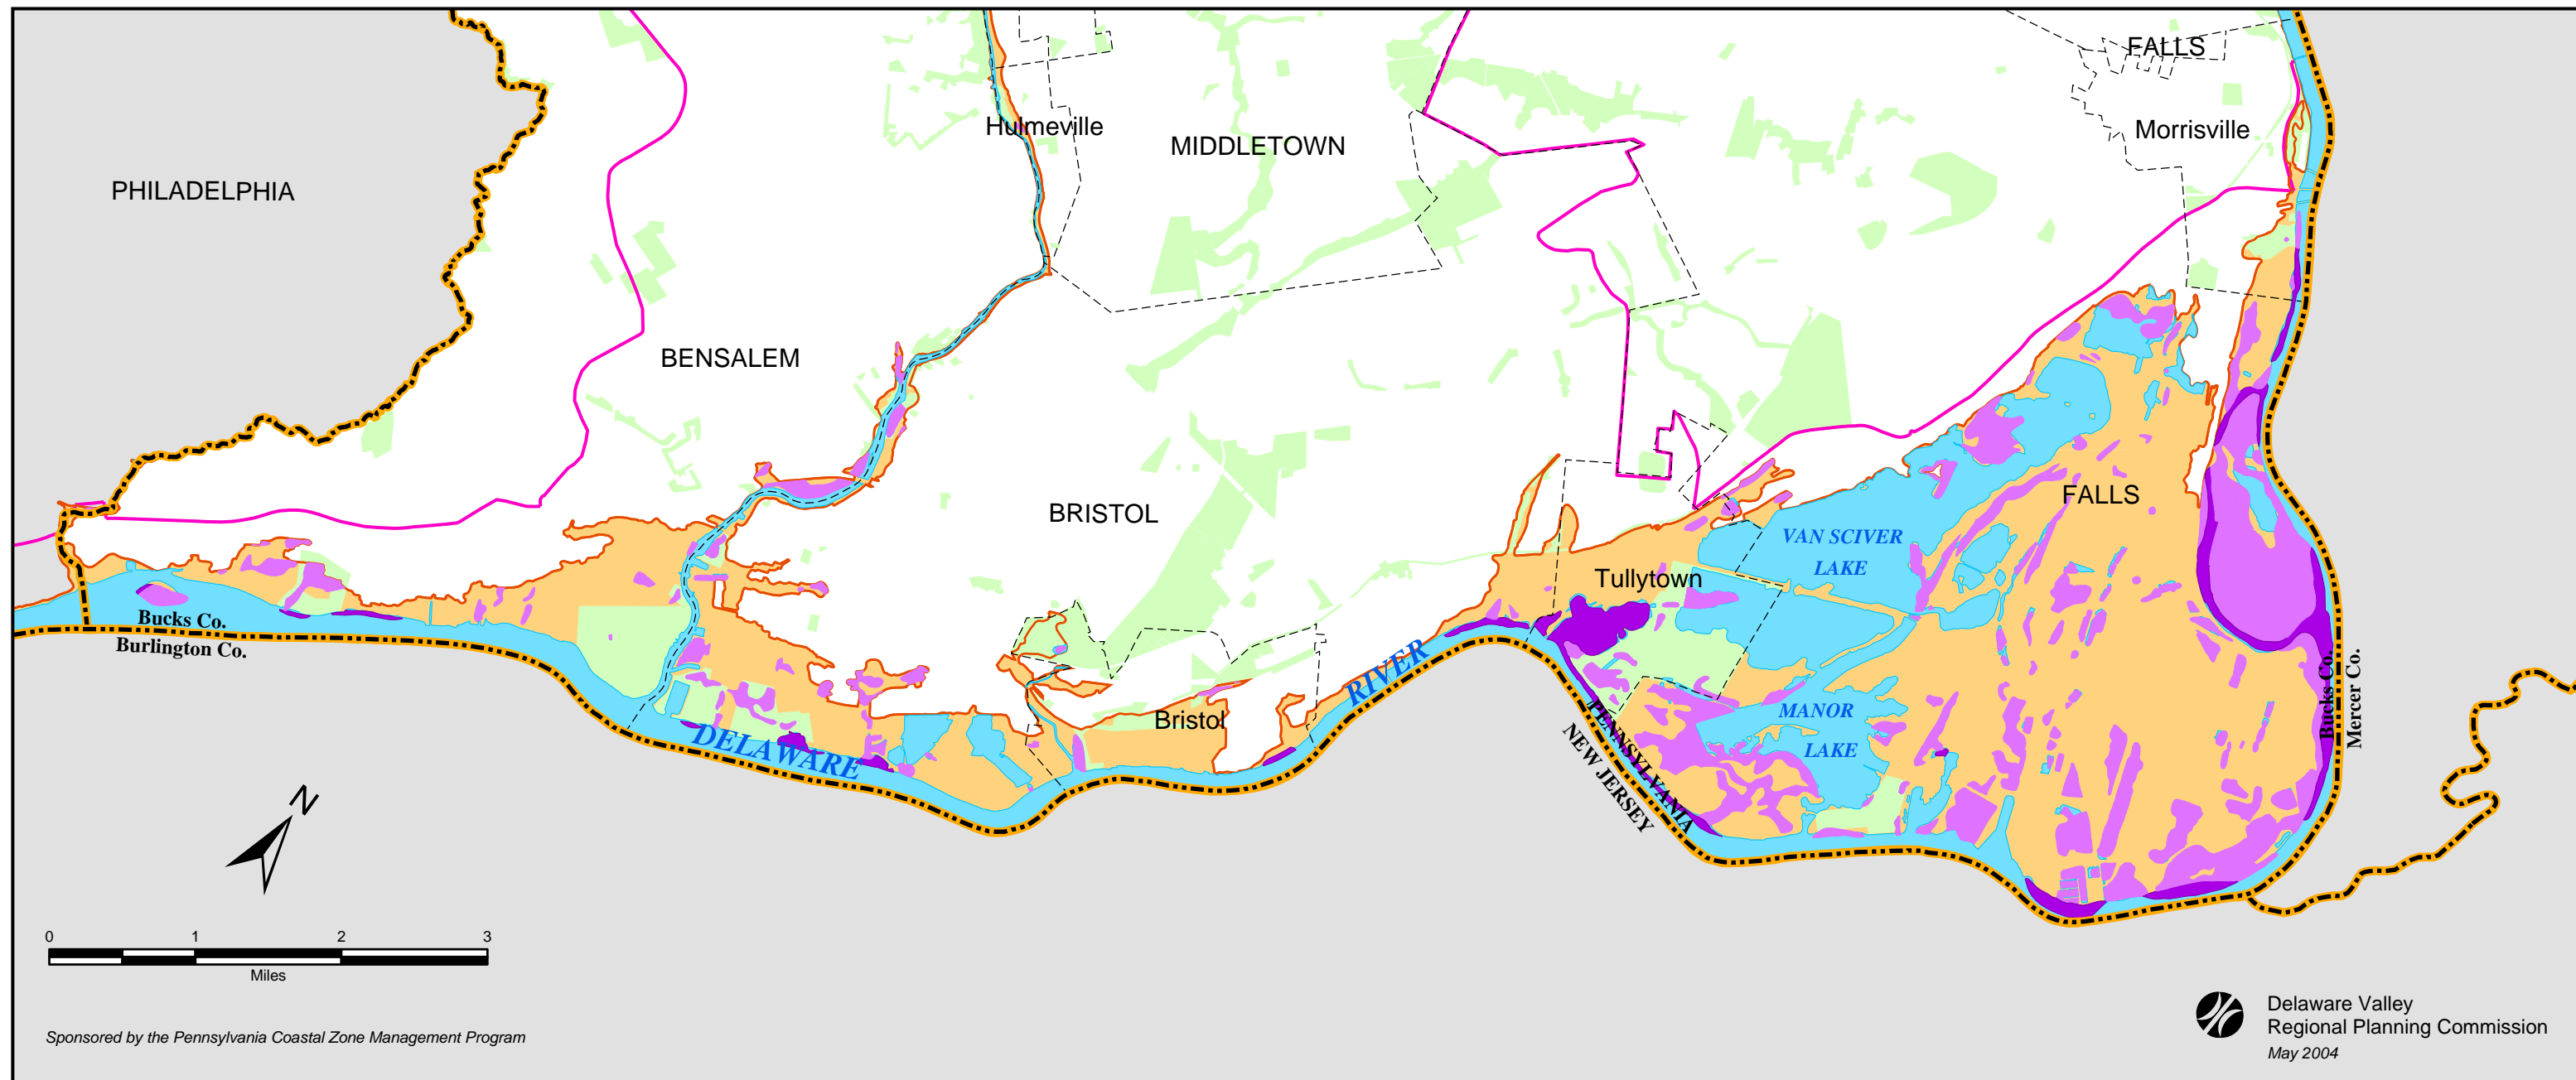 FALLS
Hulmeville
MIDDLETOWN
Morrisville
PHILADELPHIA
BENSALEM
BRISTOL
FALLS
VAN SCIVER
LAKE
Tullytown
Bucks Co.
Burlington Co.
RIVER
Bucks Co.
Mercer Co.
Bristol
MANOR
LAKE
DELAWARE
PENNSYLVANIA
NEW JERSEY
N
0 1 2 3
Miles
Delaware Valley
Regional Planning Commission
May 2004
Sponsored by the Pennsylvania Coastal Zone Management Program